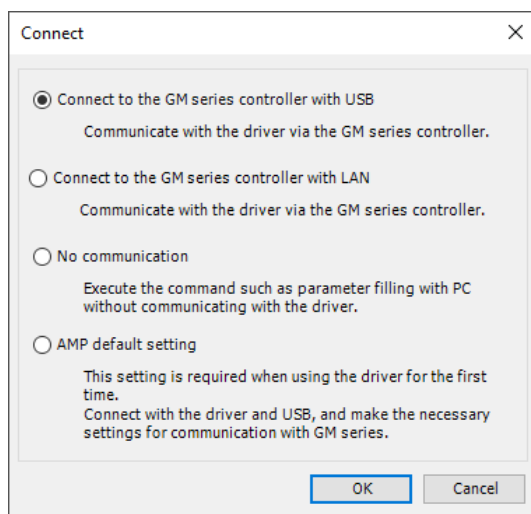 Connect
Connect to the GM series controller with USB
Communicate with the driver via the GM series controller.
Connect to the GM series controller with LAN
Communicate with the driver via the GM series controller.
No communication
Execute the command such as parameter filling with PC
without communicating with the driver.
AMP default setting
This setting is required when using the driver for the first
time.
Connect with the driver and USB, and make the necessary
settings for communication with GM series.
OK
Cancel